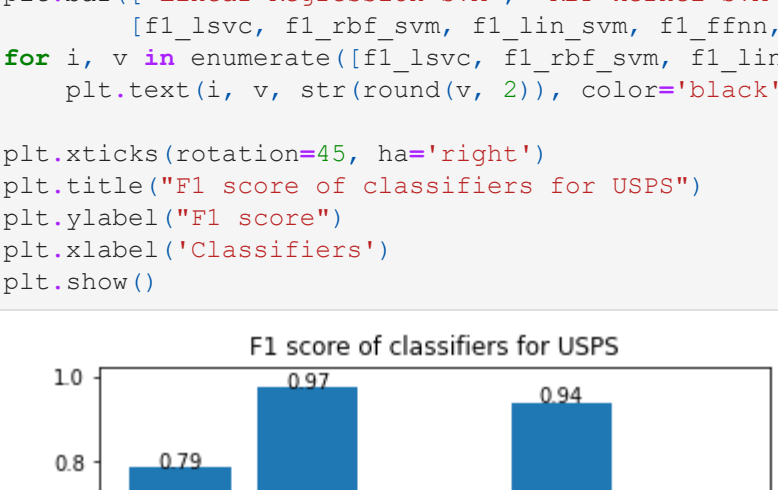 [f1_lsvc, f1_rbf_svm, f1_lin_svm, f1_ffnn,
for i, v in enumerate([f1_lsvc, f1_rbf_svm, f1_lin
plt.text(i, v, str(round(v, 2)), color='black'
plt.xticks(rotation=45, ha='right')
plt.title("F1 score of classifiers for USPS")
plt.ylabel("F1 score")
plt.xlabel('Classifiers')
plt.show()
F1 score of classifiers for USPS
1.0
0.97
0.94
0.8
0.79